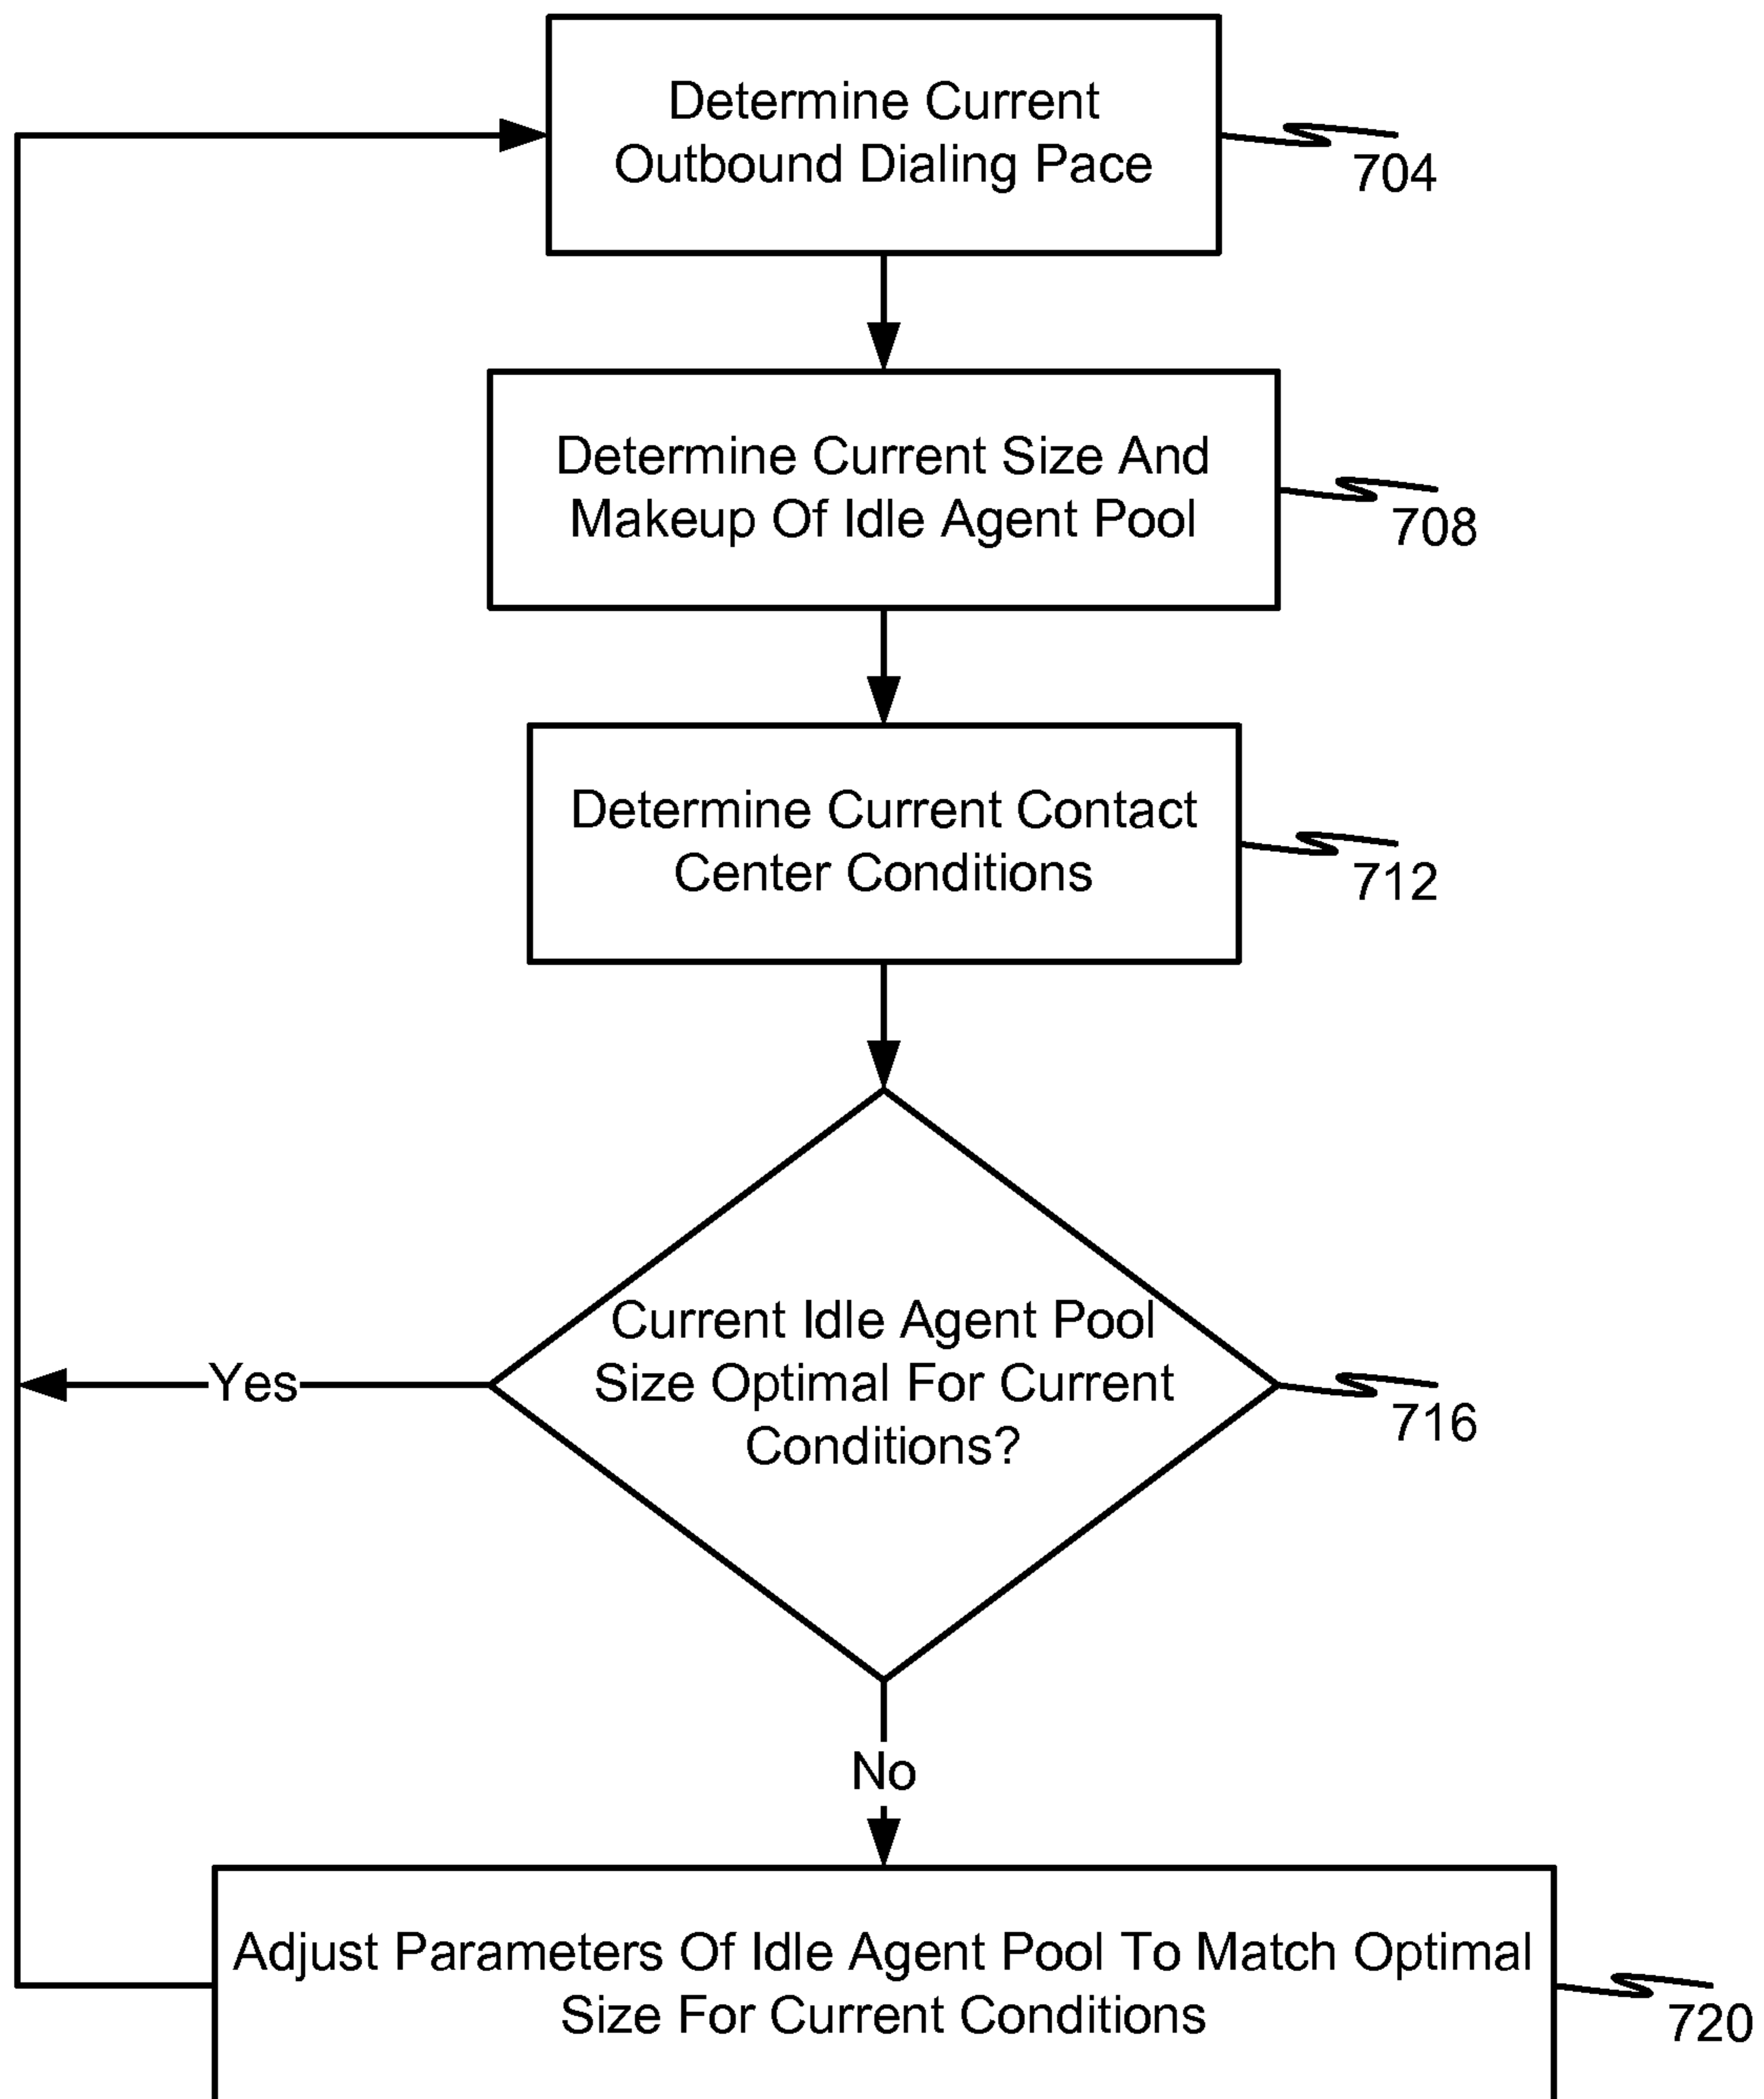 Determine Current
Outbound Dialing Pace
704
Determine Current Size And
Makeup Of Idle Agent Pool
708
Determine Current Contact
Center Conditions
712
Current Idle Agent Pool
Size Optimal For Current
Conditions?
716
Yes
No
Adjust Parameters Of Idle Agent Pool To Match Optimal
Size For Current Conditions
720